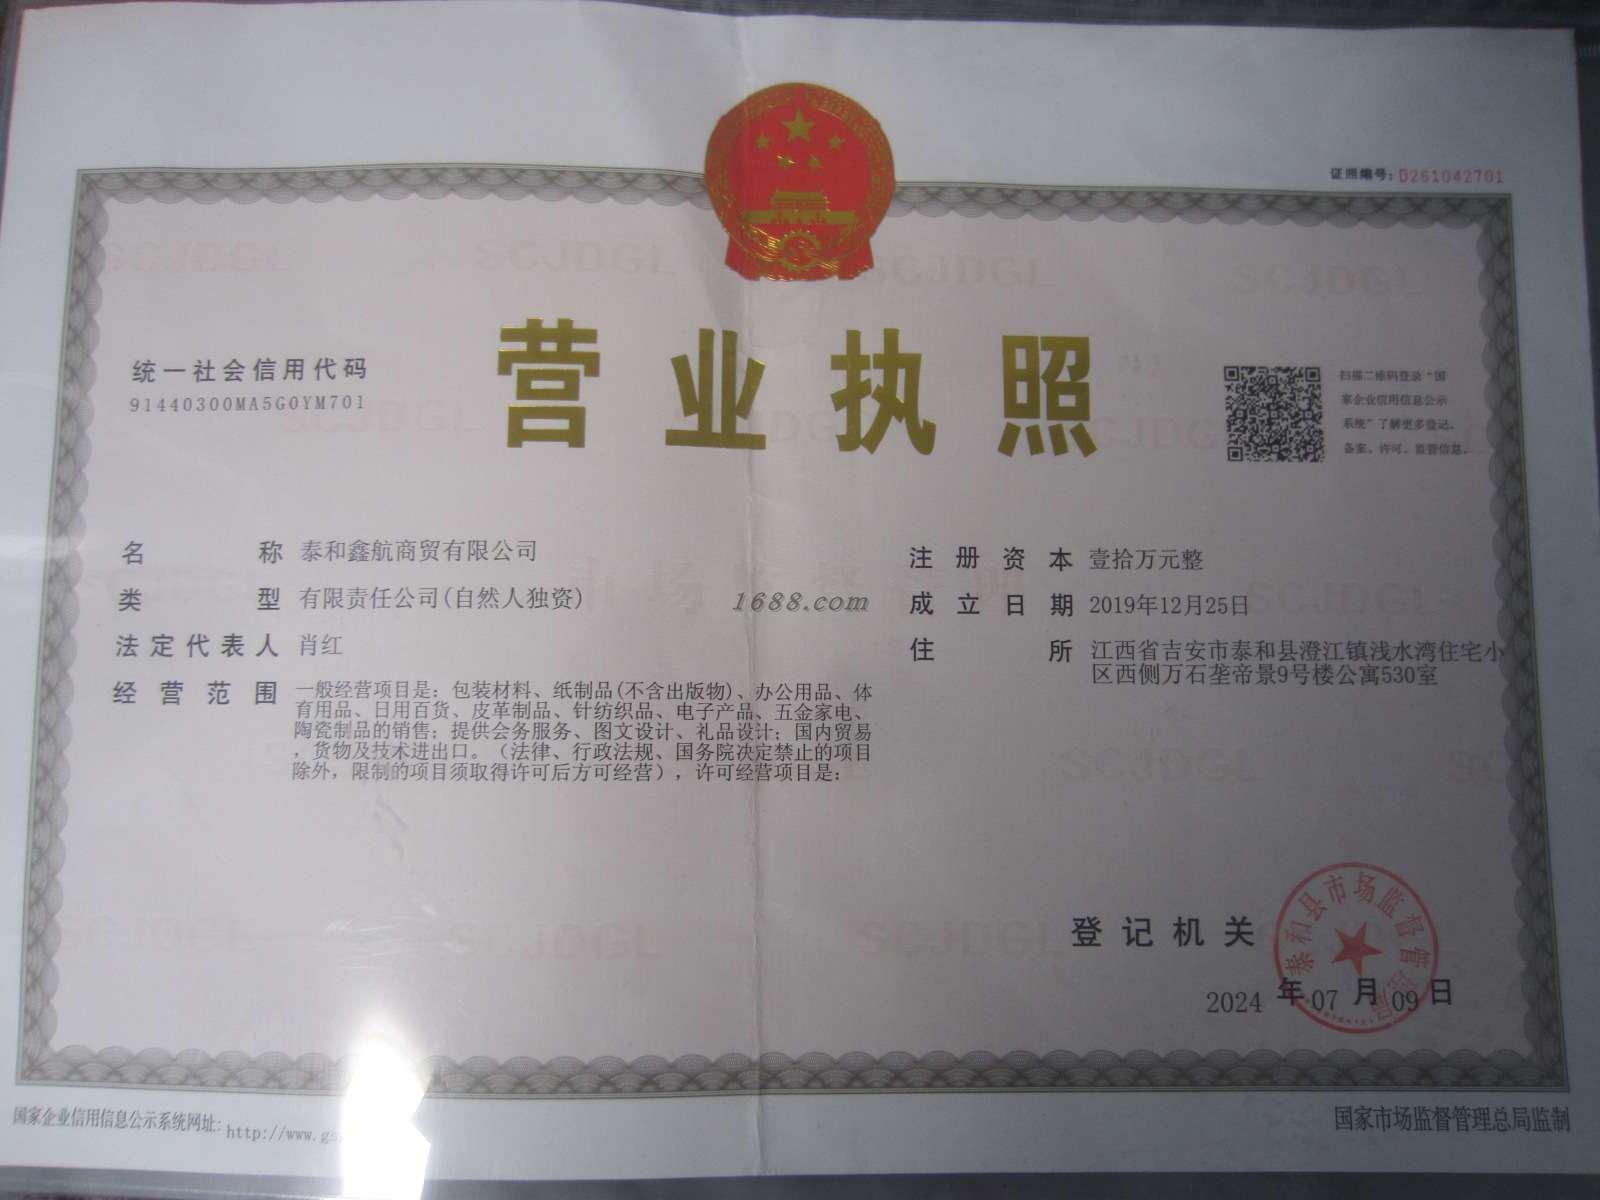 证照编号：D261042701
统一社会信用代码
91440300MA5G0YM701
营业执照
扫描二维码登录“国
家企业信用信息公示
系统”了解更多登记、
备案、许可、监管信息。
名称 泰和鑫航商贸有限公司
类型 有限责任公司(自然人独资)
法定代表人 肖红
经营范围 一般经营项目是：包装材料、纸制品(不含出版物)、办公用品、体
育用品、日用百货、皮革制品、针纺织品、电子产品、五金家电、
陶瓷制品的销售；提供会务服务、图文设计、礼品设计；国内贸易
，货物及技术进出口。（法律、行政法规、国务院决定禁止的项目
除外，限制的项目须取得许可后方可经营），许可经营项目是：
1688.com
注册资本 壹拾万元整
成立日期 2019年12月25日
住所 江西省吉安市泰和县澄江镇浅水湾住宅小
区西侧万石垄帝景9号楼公寓530室
登记机关
泰和县市场监督管理局
2024年07月09日
国家企业信用信息公示系统网址：http://www.gs
国家市场监督管理总局监制